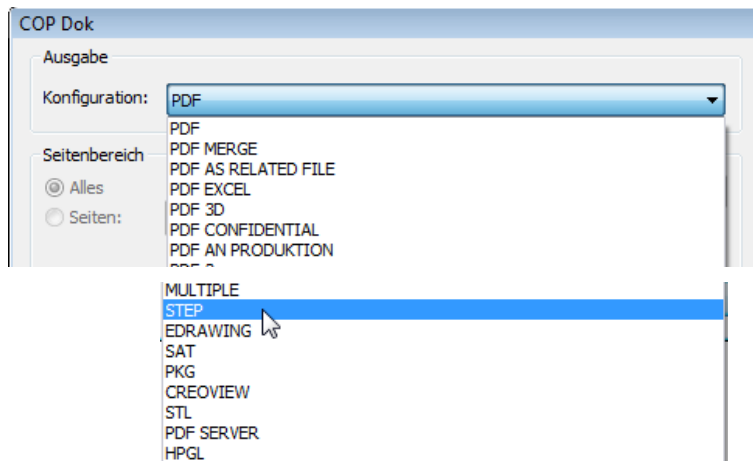 COP Dok
Ausgabe
Konfiguration: PDF
PDF
PDF MERGE
PDF AS RELATED FILE
Seitenbereich
PDF EXCEL
Alles
PDF 3D
Seiten:
PDF CONFIDENTIAL
PDF AN PRODUKTION
MULTIPLE
STEP
EDRAWING
SAT
PKG
CREOVIEW
STL
PDF SERVER
HPGL